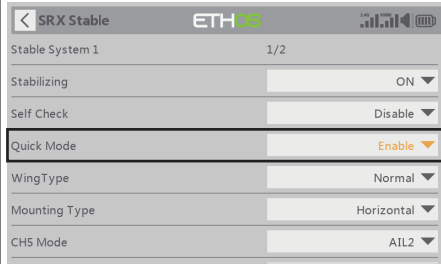 SRX Stable ETHOS
Stable System 1 1/2
Stabilizing ON
Self Check Disable
Quick Mode Enable
WingType Normal
Mounting Type Horizontal
CH5 Mode AIL2